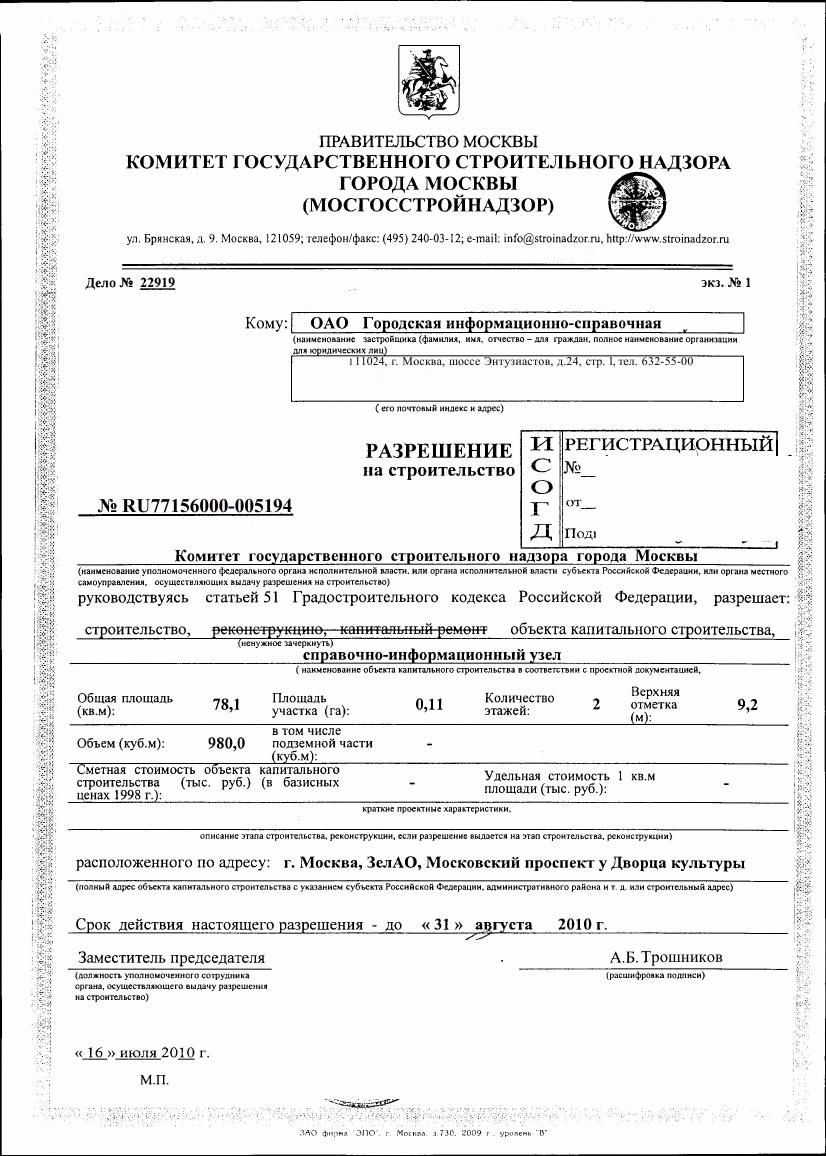 ПРАВИТЕЛЬСТВО МОСКВЫ
КОМИТЕТ ГОСУДАРСТВЕННОГО СТРОИТЕЛЬНОГО НАДЗОРА
ГОРОДА МОСКВЫ
(МОСГОССТРОЙНАДЗОР)
ул. Брянская, д. 9. Москва, 121059; телефон/факс: (495) 240-03-12; e-mail: info@stroinadzor.ru, http://www.stroinadzor.ru
Дело № 22919 экз. № 1
Кому: ОАО Городская информационно-справочная
(наименование застройщика (фамилия, имя, отчество – для граждан, полное наименование организации
для юридических лиц)
111024, г. Москва, шоссе Энтузиастов, д.24, стр. 1, тел. 632-55-00
( его почтовый индекс и адрес)
РАЗРЕШЕНИЕ
на строительство
ИСОГД
РЕГИСТРАЦИОННЫЙ
№
от
№ RU77156000-005194
Комитет государственного строительного надзора города Москвы
(наименование уполномоченного федерального органа исполнительной власти, или органа исполнительной власти субъекта Российской Федерации, или органа местного
самоуправления, осуществляющих выдачу разрешения на строительство)
руководствуясь статьей 51 Градостроительного кодекса Российской Федерации, разрешает:
строительство, реконструкцию, капитальный ремонт объекта капитального строительства,
(ненужное зачеркнуть)
справочно-информационный узел
( наименование объекта капитального строительства в соответствии с проектной документацией,
Общая площадь (кв.м): 78,1 Площадь участка (га): 0,11 Количество этажей: 2 Верхняя отметка (м): 9,2
Объем (куб.м): 980,0 в том числе подземной части (куб.м): -
Сметная стоимость объекта капитального
строительства (тыс. руб.) (в базисных
ценах 1998 г.): - Удельная стоимость 1 кв.м
площади (тыс. руб.): -
краткие проектные характеристики,
описание этапа строительства, реконструкции, если разрешение выдается на этап строительства, реконструкции)
расположенного по адресу: г. Москва, ЗелАО, Московский проспект у Дворца культуры
(полный адрес объекта капитального строительства с указанием субъекта Российской Федерации, административного района и т. д. или строительный адрес)
Срок действия настоящего разрешения - до « 31 » августа 2010 г.
Заместитель председателя А.Б.Трошников
(должность уполномоченного сотрудника
органа, осуществляющего выдачу разрешения
на строительство)
(расшифровка подписи)
« 16 » июля 2010 г.
М.П.
ЗАО фирма "ЭПО", г. Москва, з.730, 2009 г., уровень "В"